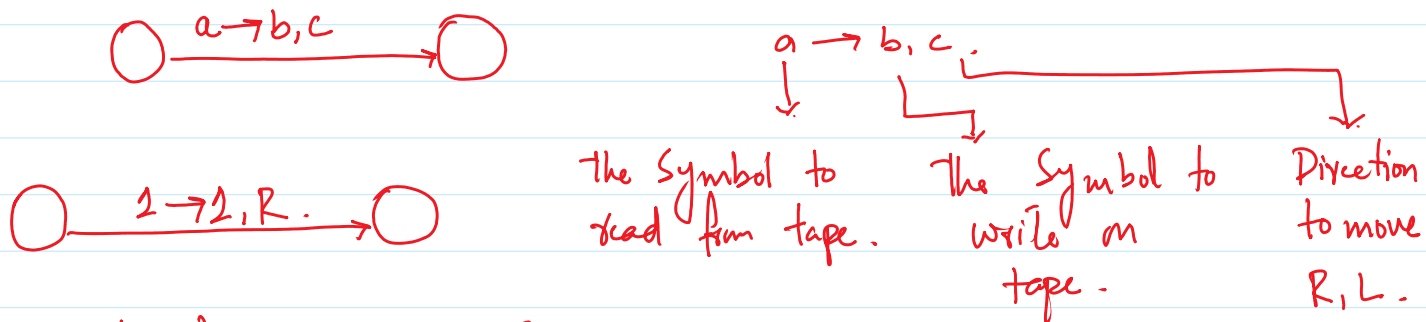 a → b, c
a → b, c.
The Symbol to
read from tape.
The Symbol to
write on
tape.
Direction
to move
R, L.
1 → 1, R.